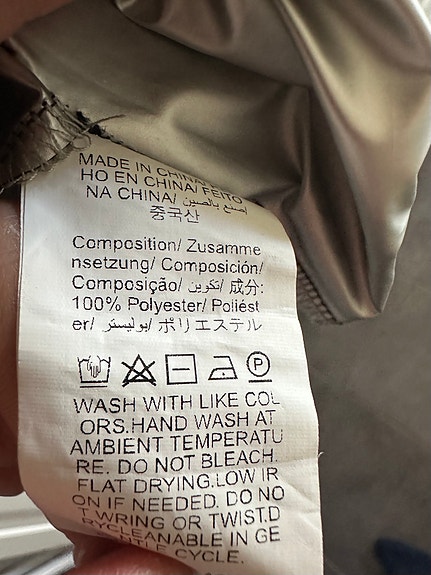 MADE IN CHINA/ HEC
HO EN CHINA/ FEITO
NA CHINA/ اصنع بالصين/
중국산
Composition/ Zusamme
nsetzung/ Composición/
Composição/ تكوين/ 成分:
100% Polyester/ Poliést
er/ بوليستر/ ポリエステル
P
WASH WITH LIKE COL
ORS.HAND WASH AT
AMBIENT TEMPERATU
RE. DO NOT BLEACH.
FLAT DRYING.LOW IR
ON IF NEEDED. DO NO
T WRING OR TWIST.D
RYCLEANABLE IN GE
NTLE CYCLE.